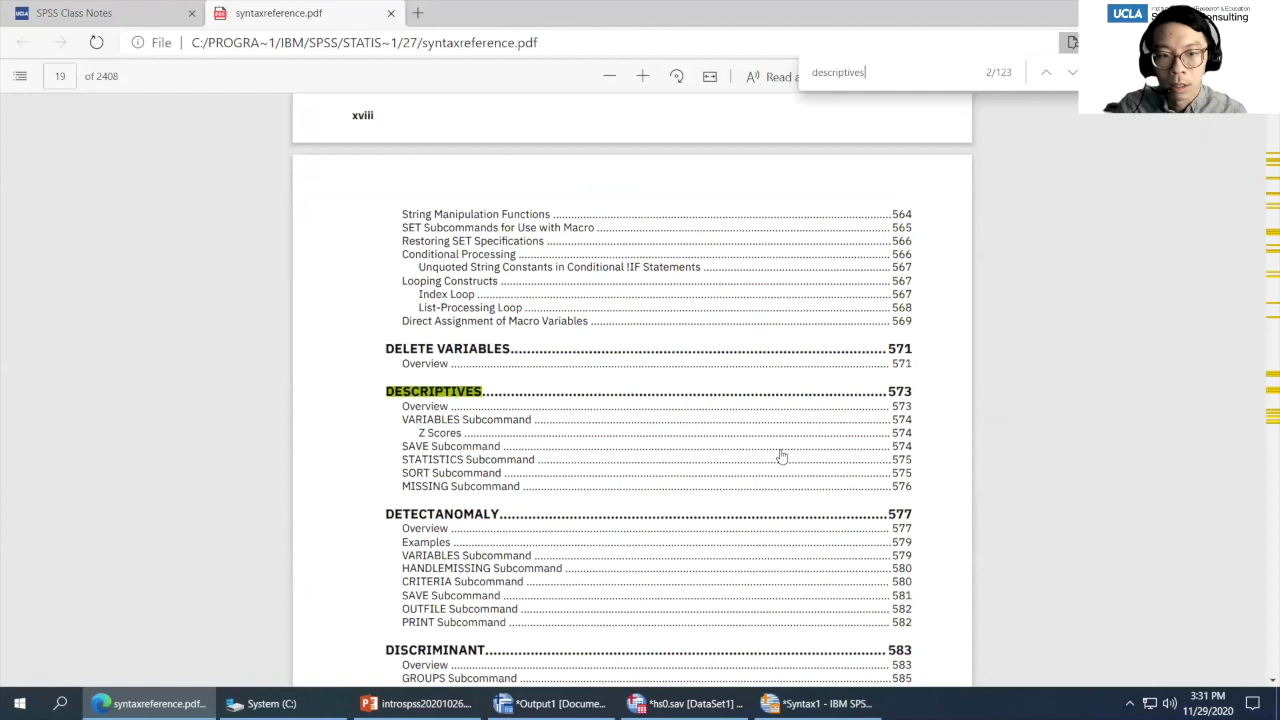 SPSS Class Notes
syntaxreference.pdf
File C:/PROGRA~1/IBM/SPSS/STATIS~1/27/syntaxreference.pdf
19 of 2408
Read a
descriptives 2/123
UCLA
Research & Education
onsulting
xviii
String Manipulation Functions 564
SET Subcommands for Use with Macro 565
Restoring SET Specifications 566
Conditional Processing 566
Unquoted String Constants in Conditional !IF Statements 567
Looping Constructs 567
Index Loop 567
List-Processing Loop 568
Direct Assignment of Macro Variables 569
DELETE VARIABLES 571
Overview 571
DESCRIPTIVES 573
Overview 573
VARIABLES Subcommand 574
Z Scores 574
SAVE Subcommand 574
STATISTICS Subcommand 575
SORT Subcommand 575
MISSING Subcommand 576
DETECTANOMALY 577
Overview 577
Examples 579
VARIABLES Subcommand 579
HANDLEMISSING Subcommand 580
CRITERIA Subcommand 580
SAVE Subcommand 581
OUTFILE Subcommand 582
PRINT Subcommand 582
DISCRIMINANT 583
Overview 583
GROUPS Subcommand 585
syntaxreference.pdf...
System (C:)
introspss20201026...
*Output1 [Docume...
*hs0.sav [DataSet1] ...
*Syntax1 - IBM SPS...
3:31 PM
11/29/2020